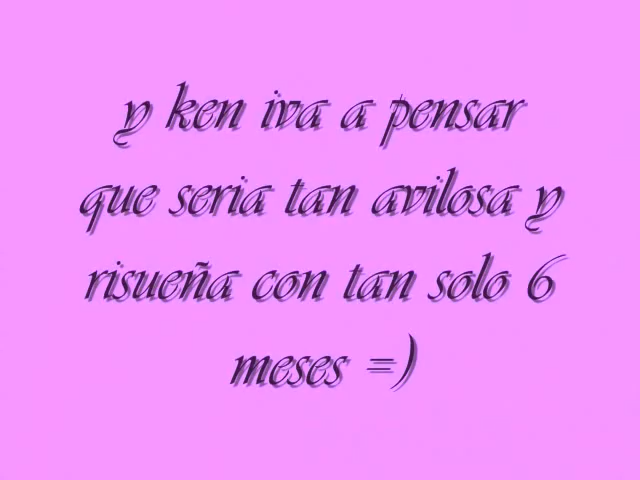 y ken iva a pensar
que seria tan avilosa y
risueña con tan solo 6
meses =)